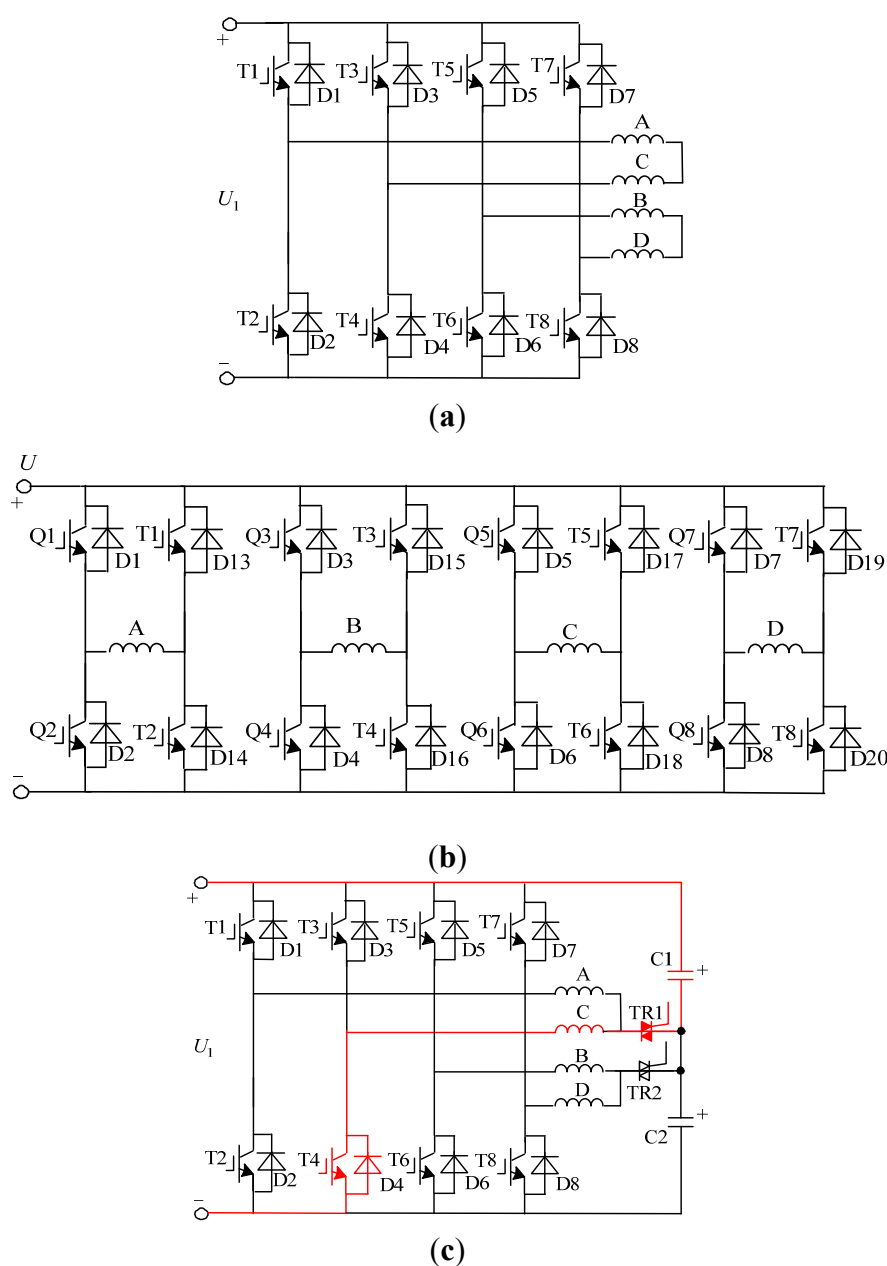 +
T1 T3 T5 T7
D1 D3 D5 D7
A
C
U1
B
D
T2 T4 T6 T8
D2 D4 D6 D8
−
(a)
U
+
Q1 T1 Q3 T3 Q5 T5 Q7 T7
D1 D13 D3 D15 D5 D17 D7 D19
A B C D
Q2 T2 Q4 T4 Q6 T6 Q8 T8
D2 D14 D4 D16 D6 D18 D8 D20
−
(b)
+
T1 T3 T5 T7
D1 D3 D5 D7
C1 +
A
TR1
C
U1
B
TR2
D
+
C2
T2 T4 T6 T8
D2 D4 D6 D8
−
(c)